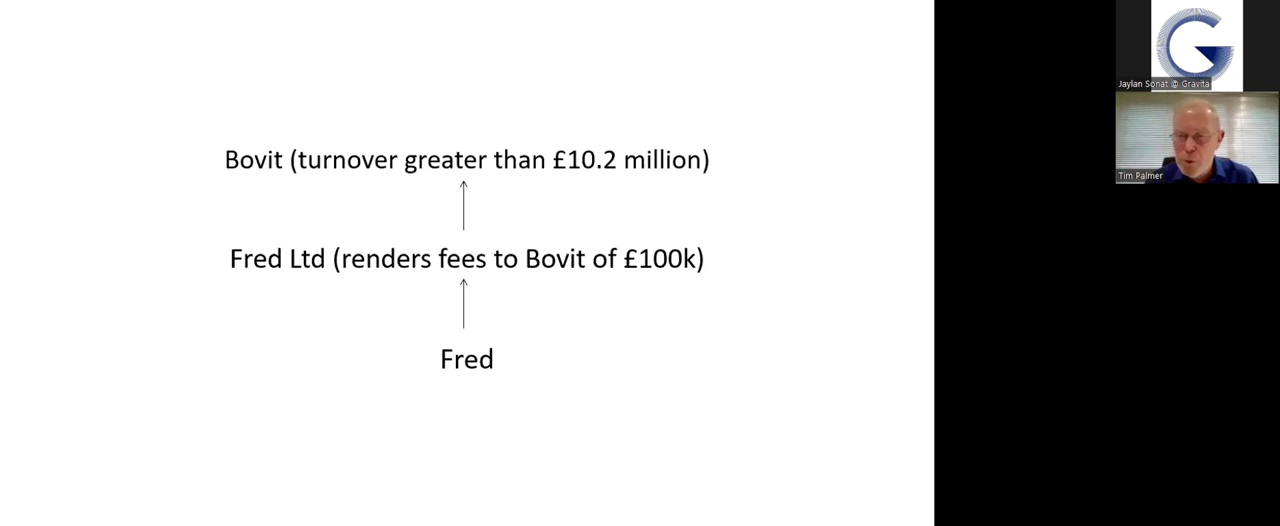 Bovit (turnover greater than £10.2 million)
Fred Ltd (renders fees to Bovit of £100k)
Fred
Jaylan Sonat @ Gravita
Tim Palmer